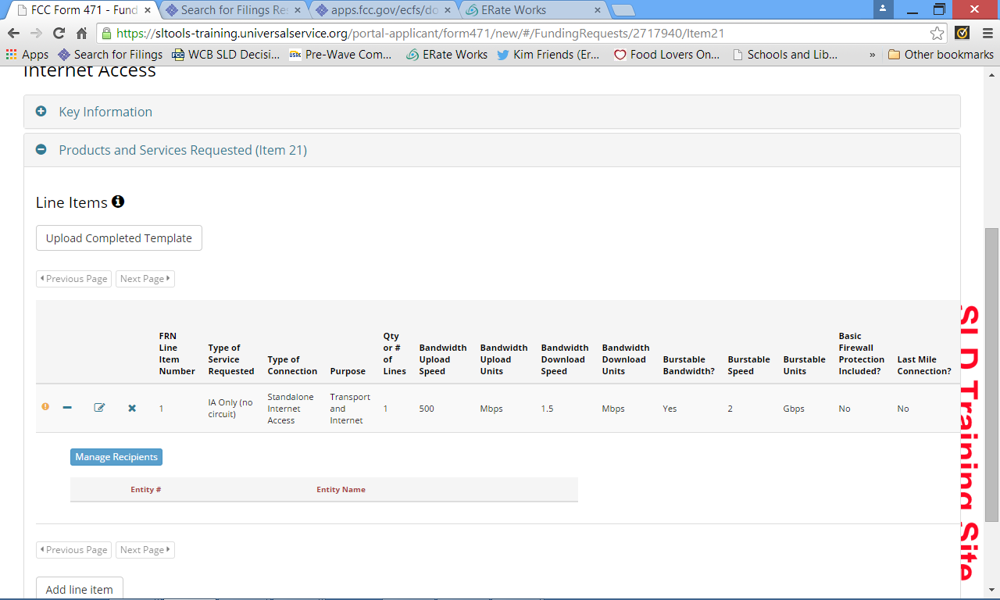 FCC Form 471 - Fund
Search for Filings Res
apps.fcc.gov/ecfs/do
ERate Works
https://sltools-training.universalservice.org/portal-applicant/form471/new/#/FundingRequests/2717940/Item21
Apps Search for Filings WCB SLD Decisi... Pre-Wave Com... ERate Works Kim Friends (Er... Food Lovers On... Schools and Lib... » Other bookmarks
Internet Access
Key Information
Products and Services Requested (Item 21)
Line Items
Upload Completed Template
Previous Page Next Page
FRN Line Item Number
Type of Service Requested
Type of Connection
Purpose
Qty or # of Lines
Bandwidth Upload Speed
Bandwidth Upload Units
Bandwidth Download Speed
Bandwidth Download Units
Burstable Bandwidth?
Burstable Speed
Burstable Units
Basic Firewall Protection Included?
Last Mile Connection?
1
IA Only (no circuit)
Standalone Internet Access
Transport and Internet
1
500
Mbps
1.5
Mbps
Yes
2
Gbps
No
No
Manage Recipients
Entity # Entity Name
Previous Page Next Page
Add line item
SLD Training Site